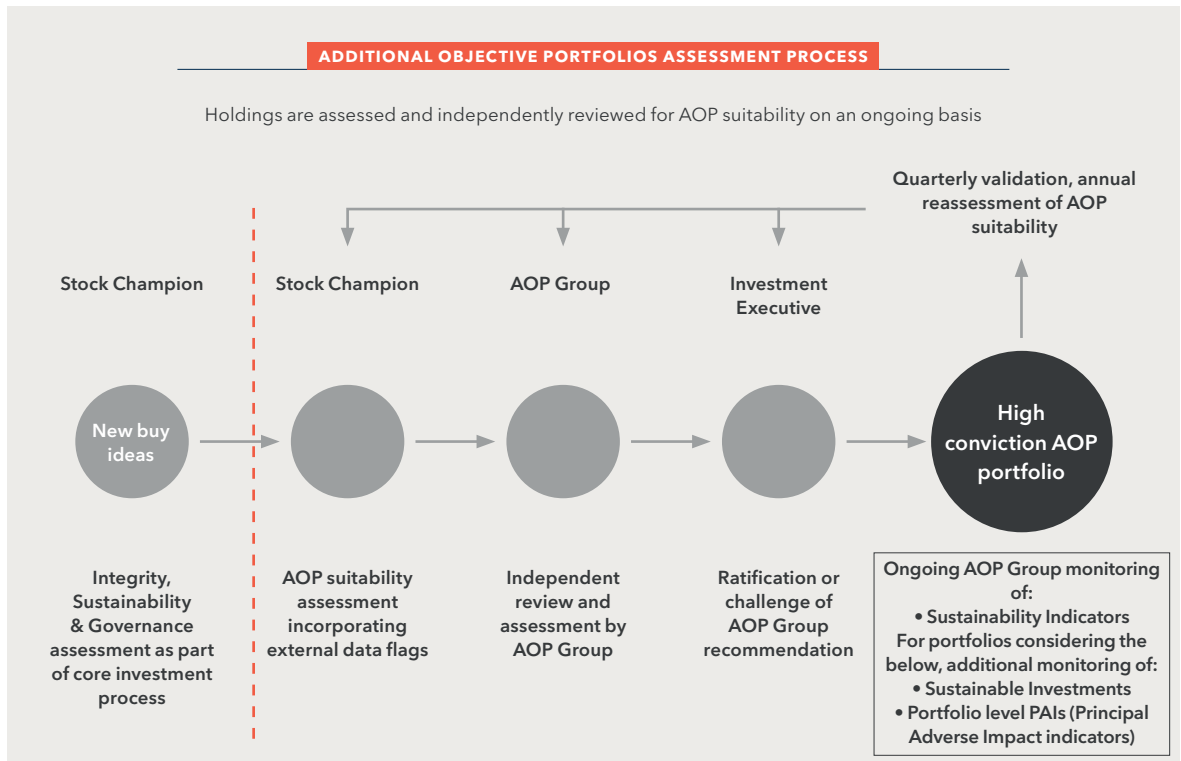 ADDITIONAL OBJECTIVE PORTFOLIOS ASSESSMENT PROCESS
Holdings are assessed and independently reviewed for AOP suitability on an ongoing basis
Quarterly validation, annual
reassessment of AOP
suitability
Stock Champion
Stock Champion
AOP Group
Investment
Executive
New buy
ideas
High
conviction AOP
portfolio
Integrity,
Sustainability
& Governance
assessment as part
of core investment
process
AOP suitability
assessment
incorporating
external data flags
Independent
review and
assessment by
AOP Group
Ratification or
challenge of
AOP Group
recommendation
Ongoing AOP Group monitoring
of:
• Sustainability Indicators
For portfolios considering the
below, additional monitoring of:
• Sustainable Investments
• Portfolio level PAIs (Principal
Adverse Impact indicators)